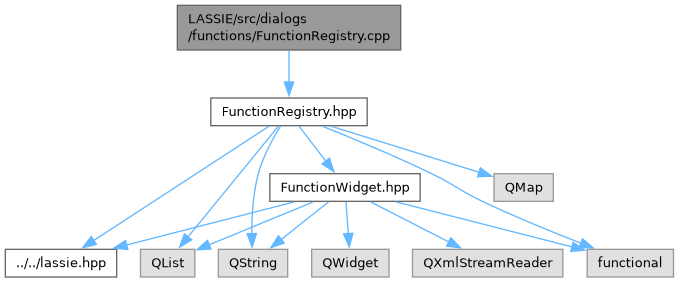 LASSIE/src/dialogs
/functions/FunctionRegistry.cpp
FunctionRegistry.hpp
FunctionWidget.hpp
QMap
../../lassie.hpp
QList
QString
QWidget
QXmlStreamReader
functional